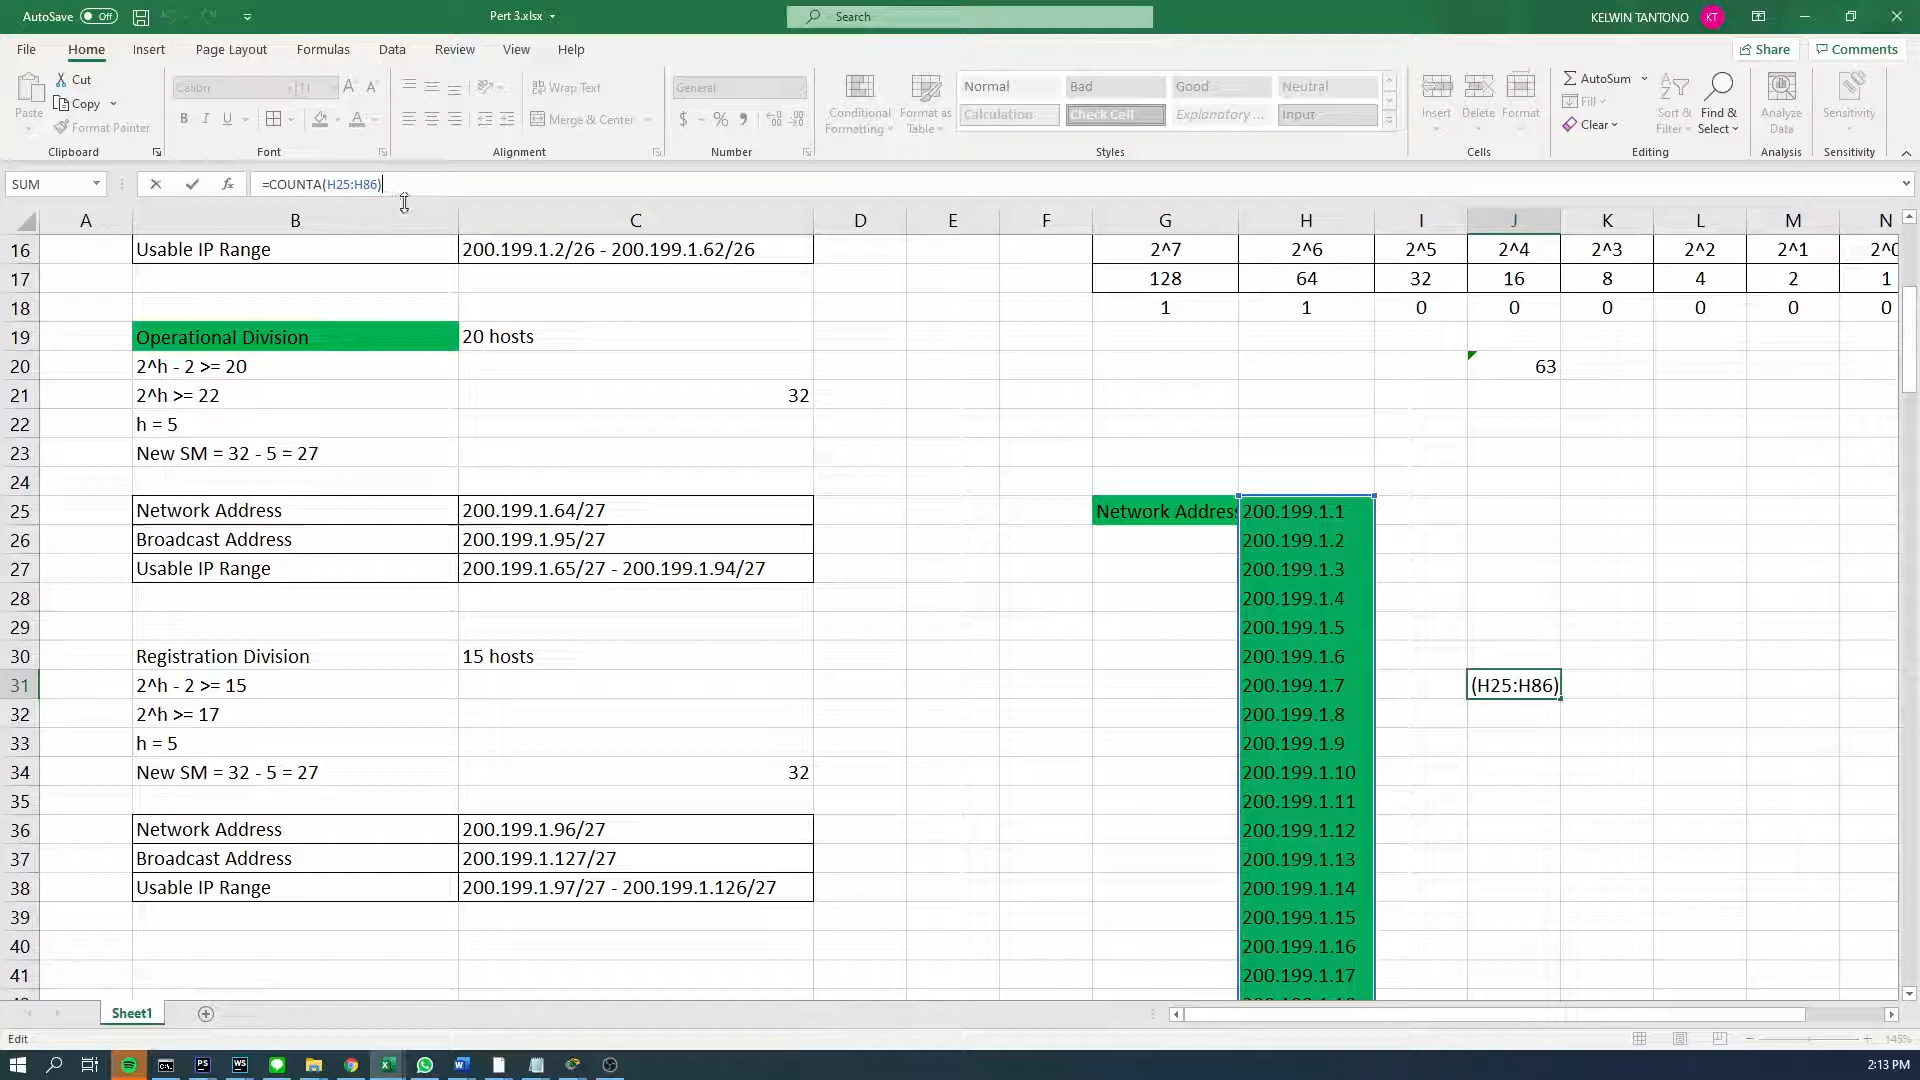 AutoSave Off Pert 3.xlsx Search KELWIN TANTONO KT
File Home Insert Page Layout Formulas Data Review View Help Share Comments
Paste Cut Copy Format Painter Clipboard
Calibri 11 B I U A A Font
Wrap Text Merge & Center Alignment
General $ % Number
Conditional Formatting Format as Table
Normal Bad Good Neutral
Calculation Check Cell Explanatory ... Input
Styles
Insert Delete Format Cells
AutoSum Fill Clear Sort & Filter Find & Select Editing
Analyze Data Analysis
Sensitivity Sensitivity
SUM fx =COUNTA(H25:H86)
A B C D E F G H I J K L M N
16 Usable IP Range 200.199.1.2/26 - 200.199.1.62/26 2^7 2^6 2^5 2^4 2^3 2^2 2^1
17 128 64 32 16 8 4 2 1
18 1 1 0 0 0 0 0 0
19 Operational Division 20 hosts
20 2^h - 2 >= 20 63
21 2^h >= 22 32
22 h = 5
23 New SM = 32 - 5 = 27
24
25 Network Address 200.199.1.64/27 Network Address 200.199.1.1
26 Broadcast Address 200.199.1.95/27 200.199.1.2
27 Usable IP Range 200.199.1.65/27 - 200.199.1.94/27 200.199.1.3
28 200.199.1.4
29 200.199.1.5
30 Registration Division 15 hosts 200.199.1.6
31 2^h - 2 >= 15 200.199.1.7 (H25:H86)
32 2^h >= 17 200.199.1.8
33 h = 5 200.199.1.9
34 New SM = 32 - 5 = 27 32 200.199.1.10
35 200.199.1.11
36 Network Address 200.199.1.96/27 200.199.1.12
37 Broadcast Address 200.199.1.127/27 200.199.1.13
38 Usable IP Range 200.199.1.97/27 - 200.199.1.126/27 200.199.1.14
39 200.199.1.15
40 200.199.1.16
41 200.199.1.17
Sheet1
Edit 145%
PS WS 2:13 PM